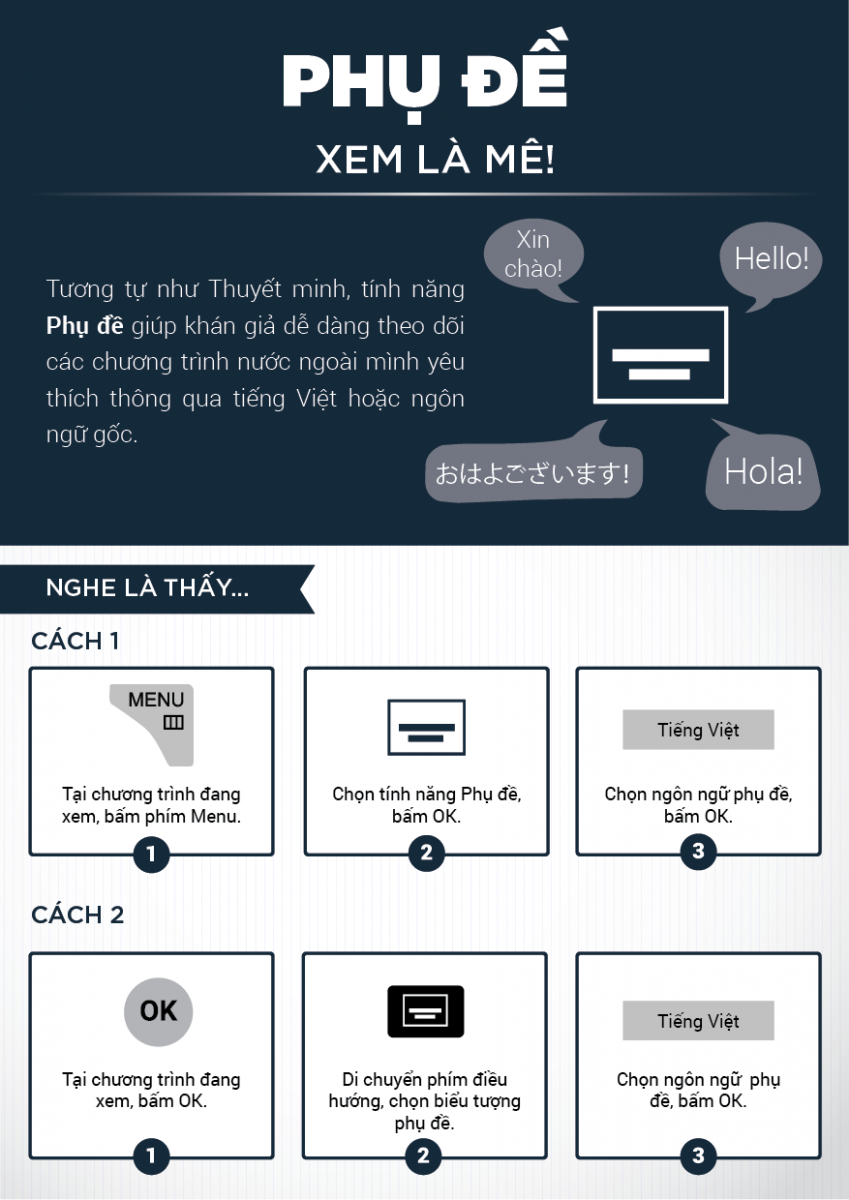 PHỤ ĐỀ
XEM LÀ MÊ!
Xin
chào!
Hello!
Tương tự như Thuyết minh, tính năng
Phụ đề giúp khán giả dễ dàng theo dõi
các chương trình nước ngoài mình yêu
thích thông qua tiếng Việt hoặc ngôn
ngữ gốc.
おはよございます!
Hola!
NGHE LÀ THẤY...
CÁCH 1
MENU
Tại chương trình đang
xem, bấm phím Menu.
1
Chọn tính năng Phụ đề,
bấm OK.
2
Tiếng Việt
Chọn ngôn ngữ phụ đề,
bấm OK.
3
CÁCH 2
OK
Tại chương trình đang
xem, bấm OK.
1
Di chuyển phím điều
hướng, chọn biểu tượng
phụ đề.
2
Tiếng Việt
Chọn ngôn ngữ phụ
đề, bấm OK.
3